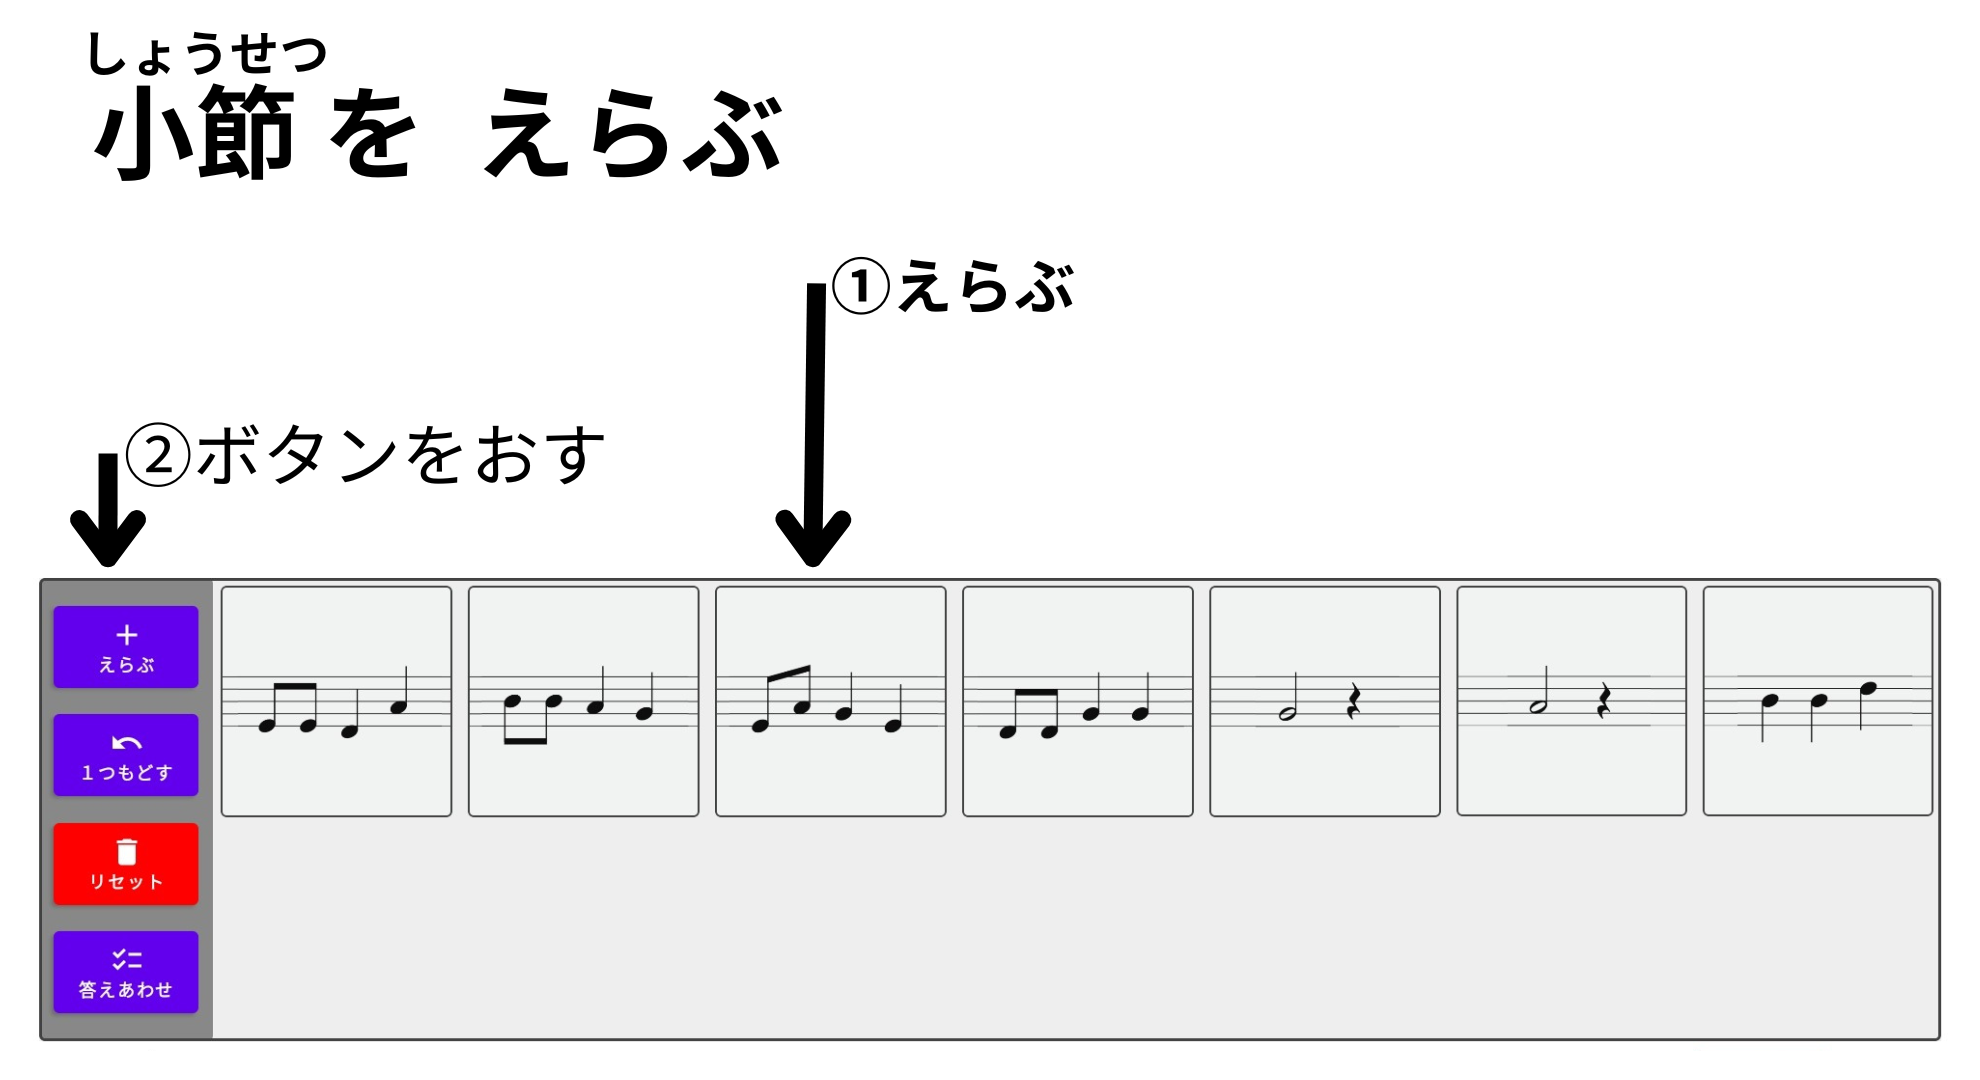 しょうせつ
小節 を えらぶ
①えらぶ
②ボタンをおす
えらぶ
1つもどす
リセット
答えあわせ